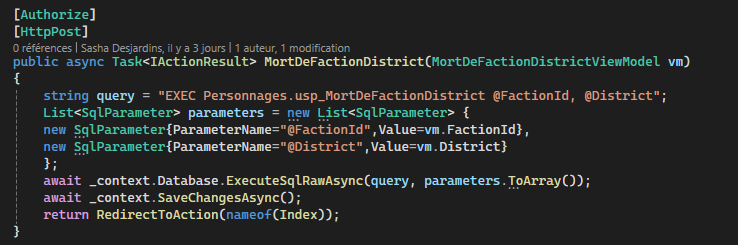 [Authorize]
[HttpPost]
0 références | Sasha Desjardins, il y a 3 jours | 1 auteur, 1 modification
public async Task<IActionResult> MortDeFactionDistrict(MortDeFactionDistrictViewModel vm)
{
string query = "EXEC Personnages.usp_MortDeFactionDistrict @FactionId, @District";
List<SqlParameter> parameters = new List<SqlParameter> {
new SqlParameter{ParameterName="@FactionId",Value=vm.FactionId},
new SqlParameter{ParameterName="@District",Value=vm.District}
};
await _context.Database.ExecuteSqlRawAsync(query, parameters.ToArray());
await _context.SaveChangesAsync();
return RedirectToAction(nameof(Index));
}